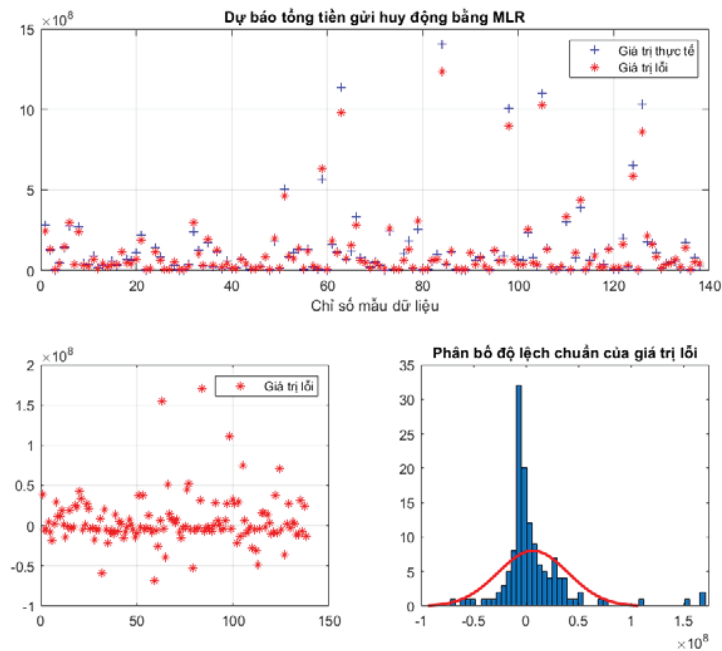 Dự báo tổng tiền gửi huy động bằng MLR
×10^8
15
10
5
0
Giá trị thực tế
Giá trị lỗi
0 20 40 60 80 100 120 140
Chỉ số mẫu dữ liệu
×10^8
2
1.5
1
0.5
0
-0.5
-1
Giá trị lỗi
0 50 100 150
Phân bố độ lệch chuẩn của giá trị lỗi
35
30
25
20
15
10
5
0
-1 -0.5 0 0.5 1 1.5
×10^8